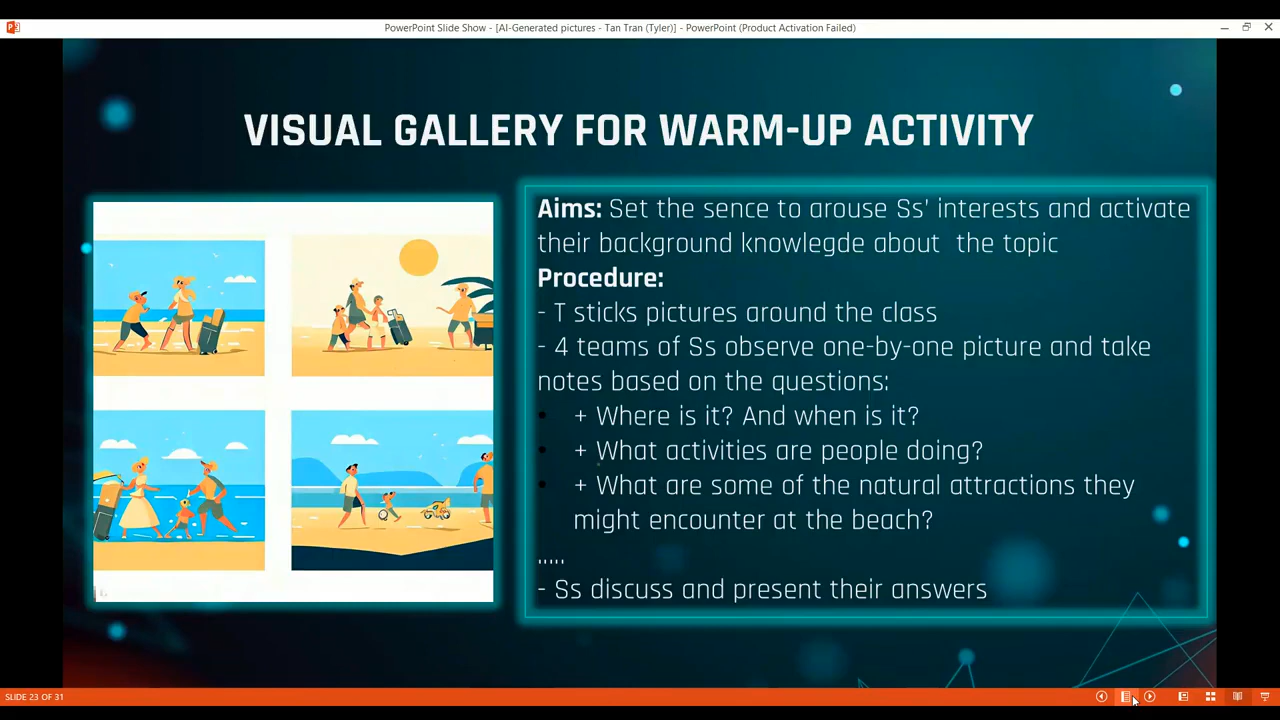 PowerPoint Slide Show - [AI-Generated pictures - Tan Tran (Tyler)] - PowerPoint (Product Activation Failed)
VISUAL GALLERY FOR WARM-UP ACTIVITY
Aims: Set the sence to arouse Ss' interests and activate
their background knowlegde about the topic
Procedure:
- T sticks pictures around the class
- 4 teams of Ss observe one-by-one picture and take
notes based on the questions:
+ Where is it? And when is it?
+ What activities are people doing?
+ What are some of the natural attractions they
might encounter at the beach?
.....
- Ss discuss and present their answers
SLIDE 23 OF 31